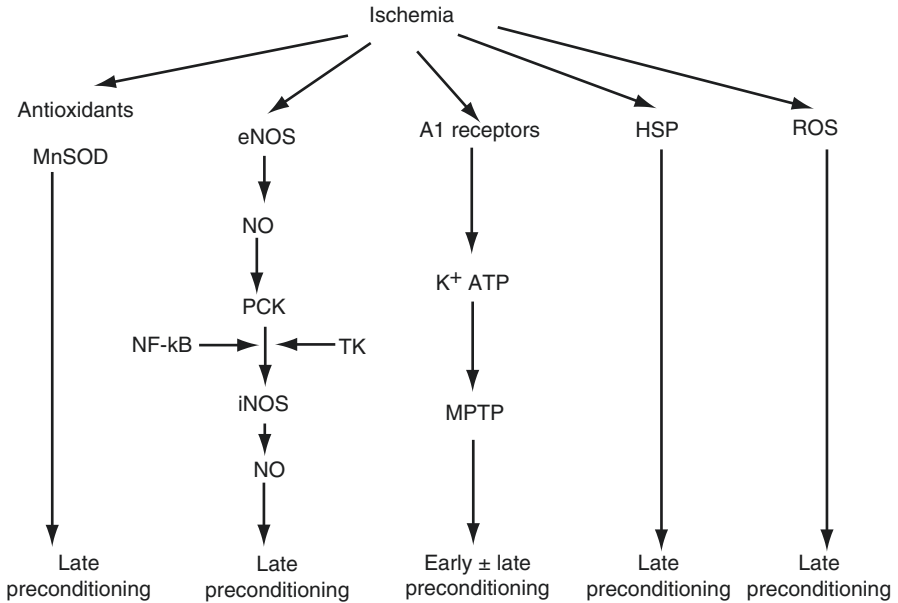 Ischemia
Antioxidants
MnSOD
eNOS
A1 receptors
HSP
ROS
NO
PCK
NF-kB
TK
iNOS
NO
K+ ATP
MPTP
Late
preconditioning
Late
preconditioning
Early ± late
preconditioning
Late
preconditioning
Late
preconditioning